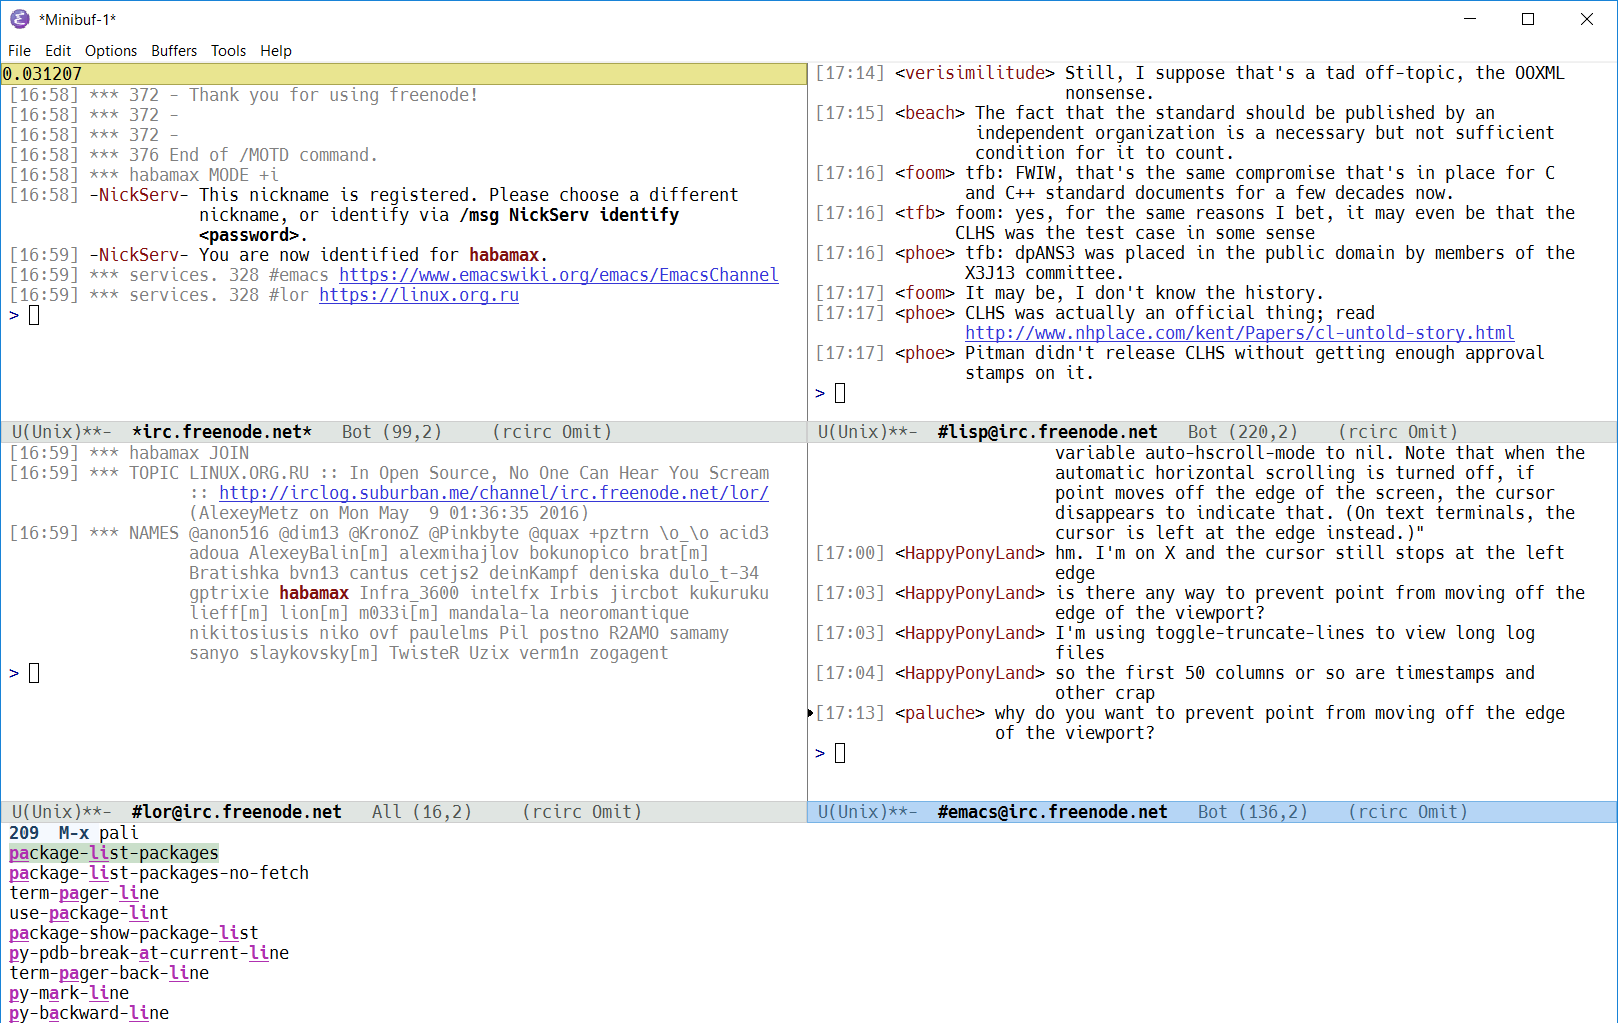 *Minibuf-1*
File Edit Options Buffers Tools Help
0.031207
[16:58] *** 372 - Thank you for using freenode!
[16:58] *** 372 -
[16:58] *** 372 -
[16:58] *** 376 End of /MOTD command.
[16:58] *** habamax MODE +i
[16:58] -NickServ- This nickname is registered. Please choose a different
nickname, or identify via /msg NickServ identify
<password>.
[16:59] -NickServ- You are now identified for habamax.
[16:59] *** services. 328 #emacs https://www.emacswiki.org/emacs/EmacsChannel
[16:59] *** services. 328 #lor https://linux.org.ru
>
U(Unix)**- *irc.freenode.net* Bot (99,2) (rcirc Omit)
[17:14] <verisimilitude> Still, I suppose that's a tad off-topic, the OOXML
nonsense.
[17:15] <beach> The fact that the standard should be published by an
independent organization is a necessary but not sufficient
condition for it to count.
[17:16] <foom> tfb: FWIW, that's the same compromise that's in place for C
and C++ standard documents for a few decades now.
[17:16] <tfb> foom: yes, for the same reasons I bet, it may even be that the
CLHS was the test case in some sense
[17:16] <phoe> tfb: dpANS3 was placed in the public domain by members of the
X3J13 committee.
[17:17] <foom> It may be, I don't know the history.
[17:17] <phoe> CLHS was actually an official thing; read
http://www.nhplace.com/kent/Papers/cl-untold-story.html
[17:17] <phoe> Pitman didn't release CLHS without getting enough approval
stamps on it.
>
U(Unix)**- #lisp@irc.freenode.net Bot (220,2) (rcirc Omit)
[16:59] *** habamax JOIN
[16:59] *** TOPIC LINUX.ORG.RU :: In Open Source, No One Can Hear You Scream
:: http://irclog.suburban.me/channel/irc.freenode.net/lor/
(AlexeyMetz on Mon May  9 01:36:35 2016)
[16:59] *** NAMES @anon516 @dim13 @KronoZ @Pinkbyte @quax +pztrn \o_\o acid3
adoua AlexeyBalin[m] alexmihajlov bokunopico brat[m]
Bratishka bvn13 cantus cetjs2 deinKampf deniska dulo_t-34
gptrixie habamax Infra_3600 intelfx Irbis jircbot kukuruku
lieff[m] lion[m] m033i[m] mandala-la neoromantique
nikitosiusis niko ovf paulelms Pil postno R2AMO samamy
sanyo slaykovsky[m] TwisteR Uzix verm1n zogagent
>
U(Unix)**- #lor@irc.freenode.net All (16,2) (rcirc Omit)
variable auto-hscroll-mode to nil. Note that when the
automatic horizontal scrolling is turned off, if
point moves off the edge of the screen, the cursor
disappears to indicate that. (On text terminals, the
cursor is left at the edge instead.)"
[17:00] <HappyPonyLand> hm. I'm on X and the cursor still stops at the left
edge
[17:03] <HappyPonyLand> is there any way to prevent point from moving off the
edge of the viewport?
[17:03] <HappyPonyLand> I'm using toggle-truncate-lines to view long log
files
[17:04] <HappyPonyLand> so the first 50 columns or so are timestamps and
other crap
[17:13] <paluche> why do you want to prevent point from moving off the edge
of the viewport?
>
U(Unix)**- #emacs@irc.freenode.net Bot (136,2) (rcirc Omit)
209 M-x pali
package-list-packages
package-list-packages-no-fetch
term-pager-line
use-package-lint
package-show-package-list
py-pdb-break-at-current-line
term-pager-back-line
py-mark-line
py-backward-line